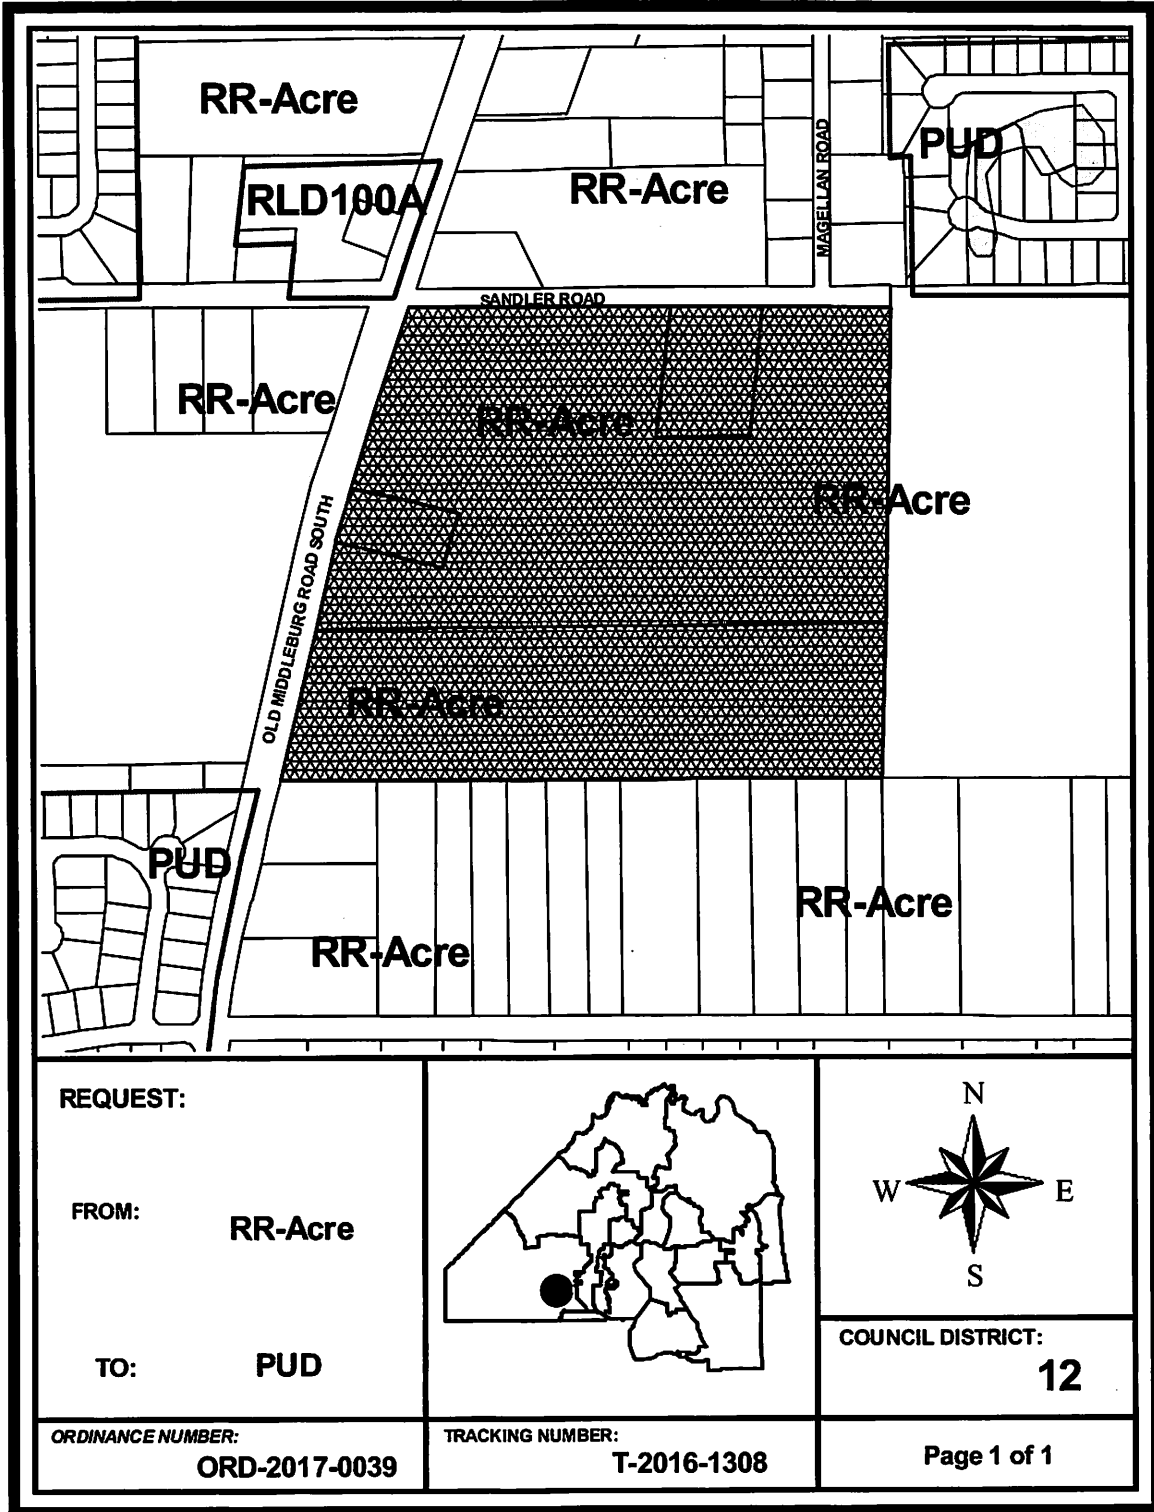 RR-Acre
PUD
RLD100A
RR-Acre
MAGELLAN ROAD
SANDLER ROAD
RR-Acre
RR-Acre
RR-Acre
OLD MIDDLEBURG ROAD SOUTH
RR-Acre
PUD
RR-Acre
RR-Acre
REQUEST:
FROM:
RR-Acre
TO:
PUD
N
W
E
S
COUNCIL DISTRICT:
12
ORDINANCE NUMBER:
ORD-2017-0039
TRACKING NUMBER:
T-2016-1308
Page 1 of 1